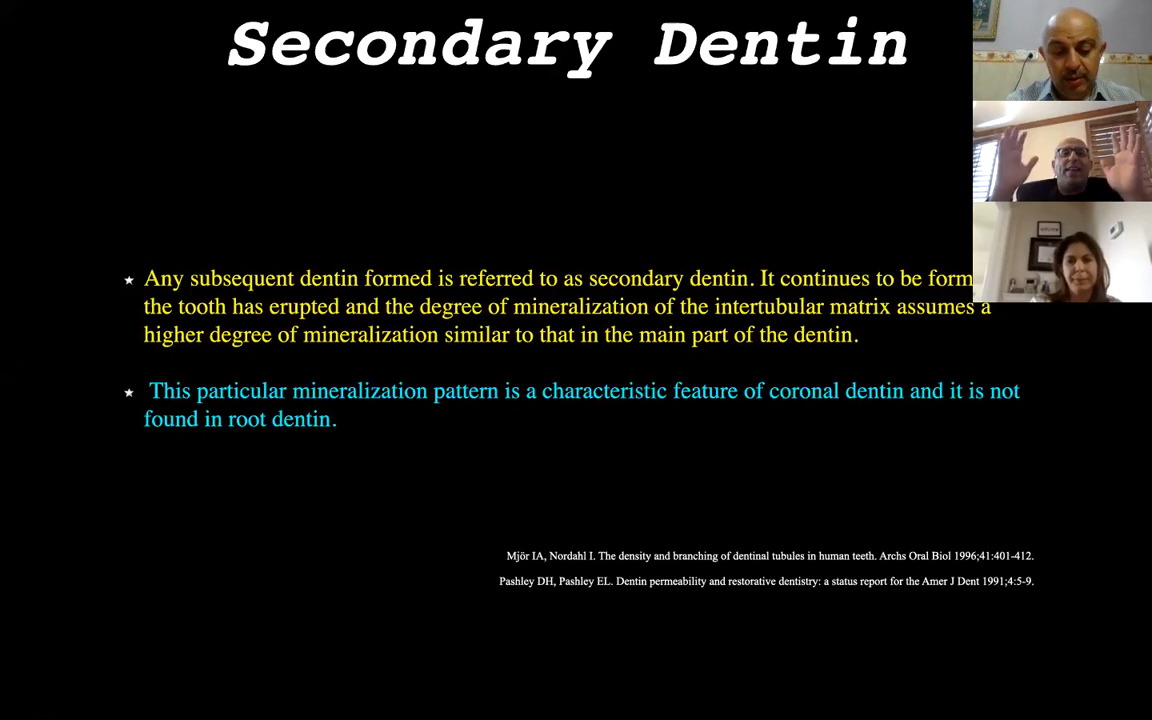 Secondary Dentin
Any subsequent dentin formed is referred to as secondary dentin. It continues to be
the tooth has erupted and the degree of mineralization of the intertubular matrix assumes a
higher degree of mineralization similar to that in the main part of the dentin.
This particular mineralization pattern is a characteristic feature of coronal dentin and it is not
found in root dentin.
Mjör IA, Nordahl I. The density and branching of dentinal tubules in human teeth. Archs Oral Biol 1996;41:401-412.
Pashley DH, Pashley EL. Dentin permeability and restorative dentistry: a status report for the Amer J Dent 1991;4:5-9.